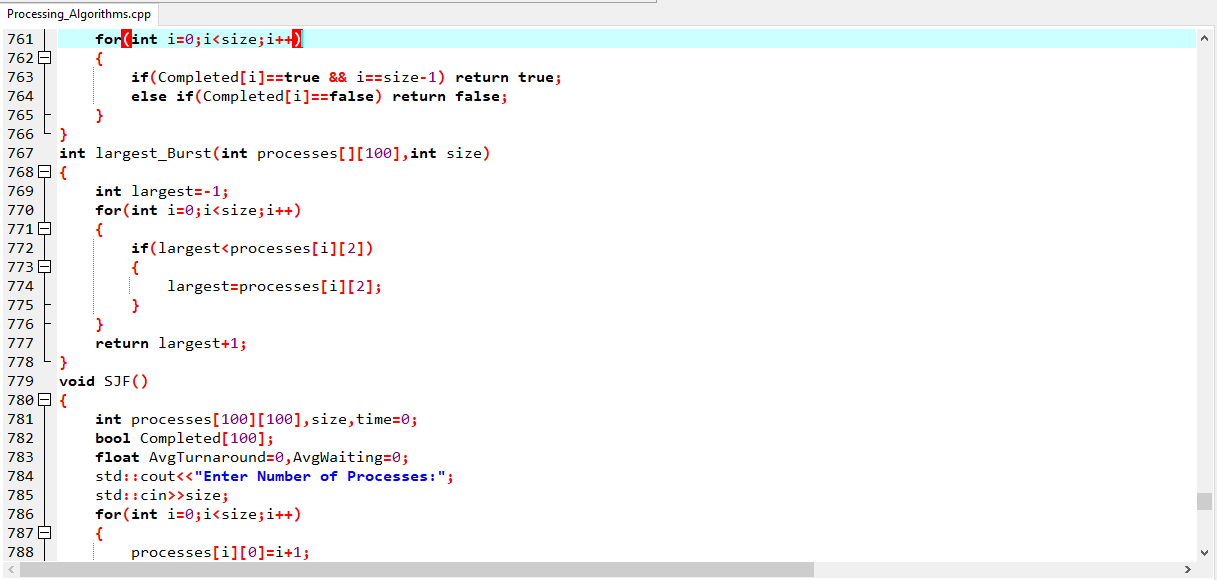 Processing_Algorithms.cpp
761 for(int i=0;i<size;i++)
762 {
763 if(Completed[i]==true && i==size-1) return true;
764 else if(Completed[i]==false) return false;
765 }
766 }
767 int largest_Burst(int processes[][100],int size)
768 {
769 int largest=-1;
770 for(int i=0;i<size;i++)
771 {
772 if(largest<processes[i][2])
773 {
774 largest=processes[i][2];
775 }
776 }
777 return largest+1;
778 }
779 void SJF()
780 {
781 int processes[100][100],size,time=0;
782 bool Completed[100];
783 float AvgTurnaround=0,AvgWaiting=0;
784 std::cout<<"Enter Number of Processes:";
785 std::cin>>size;
786 for(int i=0;i<size;i++)
787 {
788 processes[i][0]=i+1;